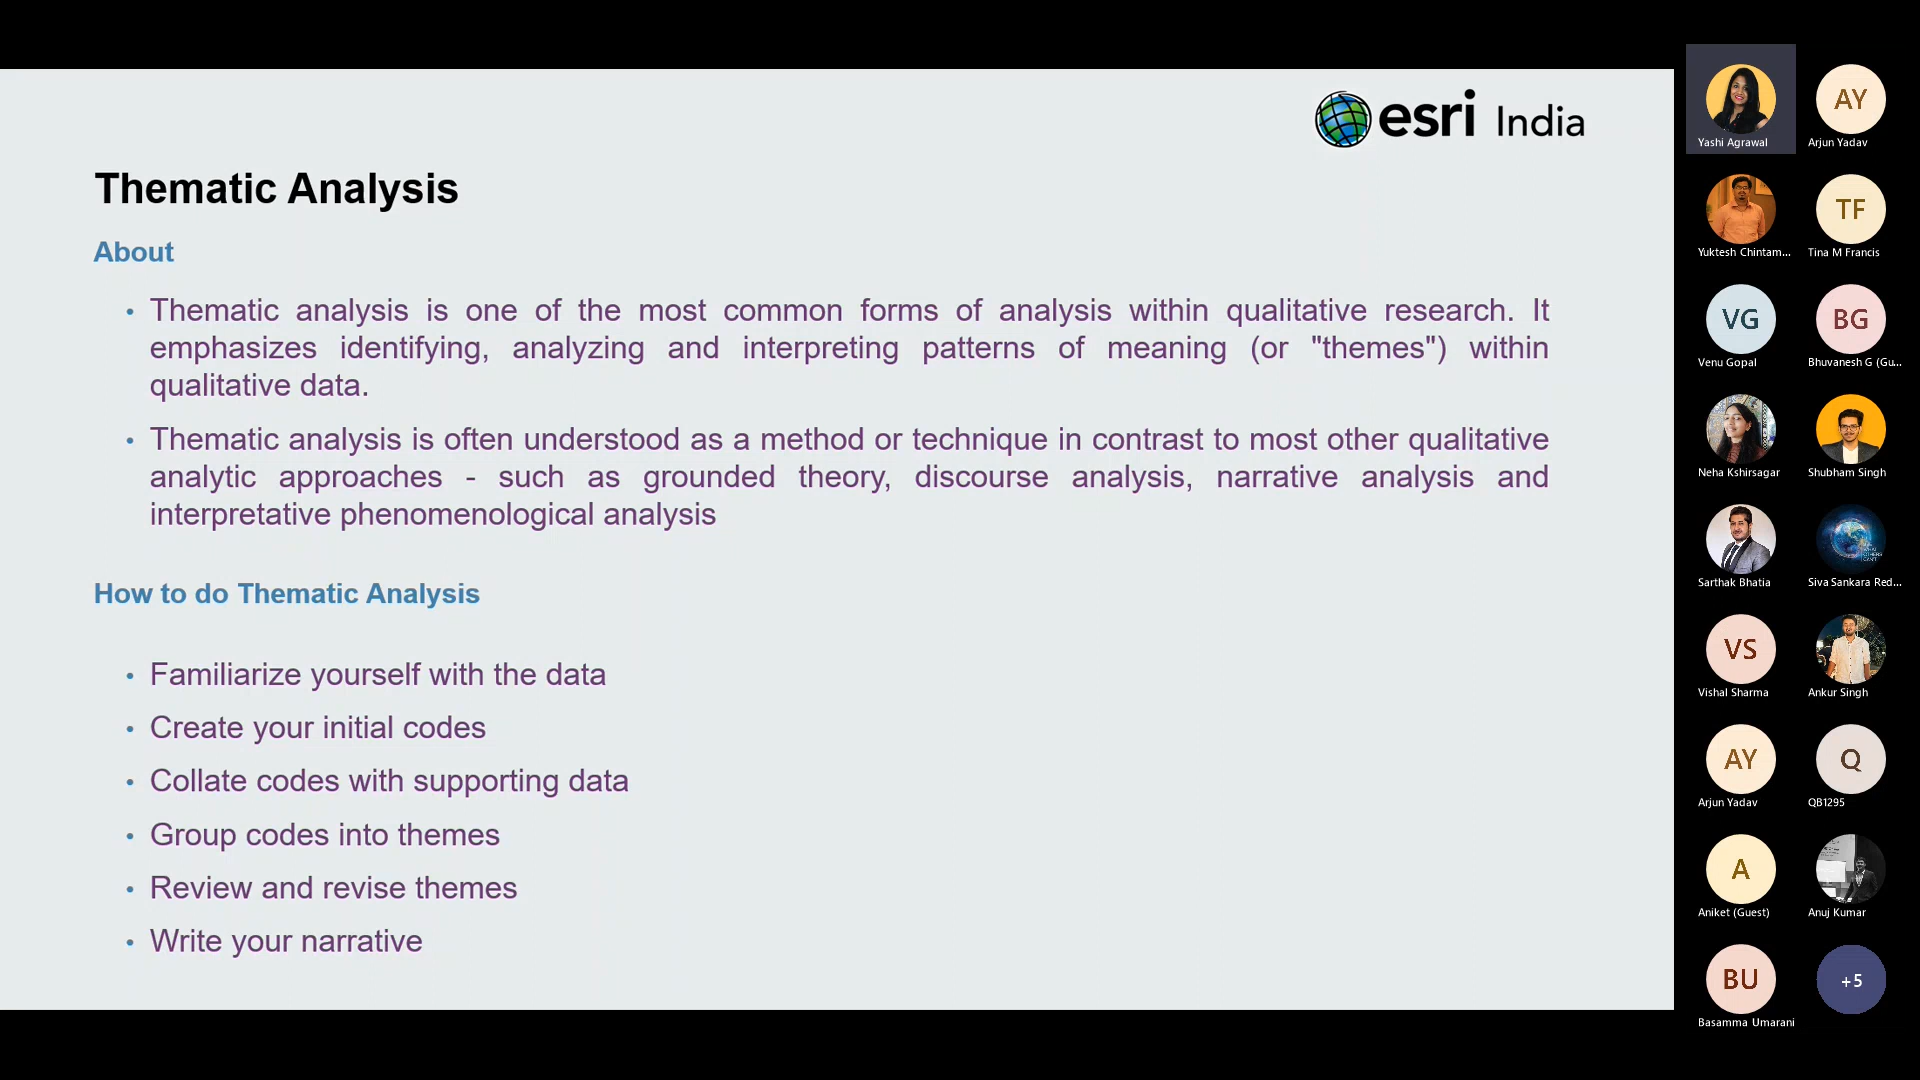 esri India
Thematic Analysis
About
• Thematic analysis is one of the most common forms of analysis within qualitative research. It
emphasizes identifying, analyzing and interpreting patterns of meaning (or "themes") within
qualitative data.
• Thematic analysis is often understood as a method or technique in contrast to most other qualitative
analytic approaches - such as grounded theory, discourse analysis, narrative analysis and
interpretative phenomenological analysis
How to do Thematic Analysis
• Familiarize yourself with the data
• Create your initial codes
• Collate codes with supporting data
• Group codes into themes
• Review and revise themes
• Write your narrative
Yashi Agrawal
AY
Arjun Yadav
Yuktesh Chintam...
TF
Tina M Francis
VG
Venu Gopal
BG
Bhuvanesh G (Gu...
Neha Kshirsagar
Shubham Singh
Sarthak Bhatia
Siva Sankara Red...
VS
Vishal Sharma
Ankur Singh
AY
Arjun Yadav
Q
QB1295
A
Aniket (Guest)
Anuj Kumar
BU
Basamma Umarani
+5